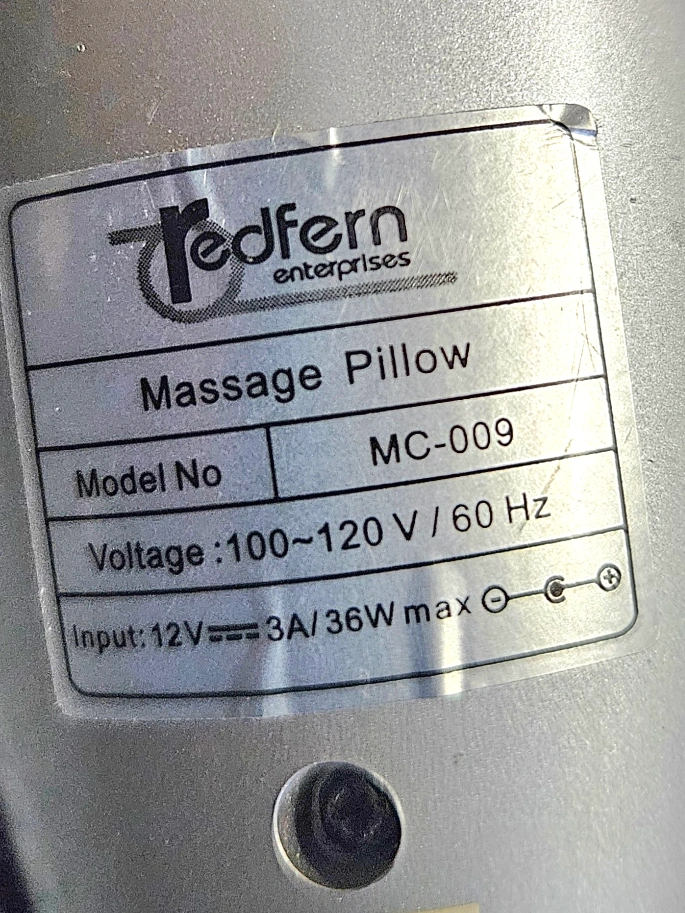 redfern
enterprises
Massage Pillow
Model No MC-009
Voltage :100~120 V / 60 Hz
Input: 12V⎓3A/36W max